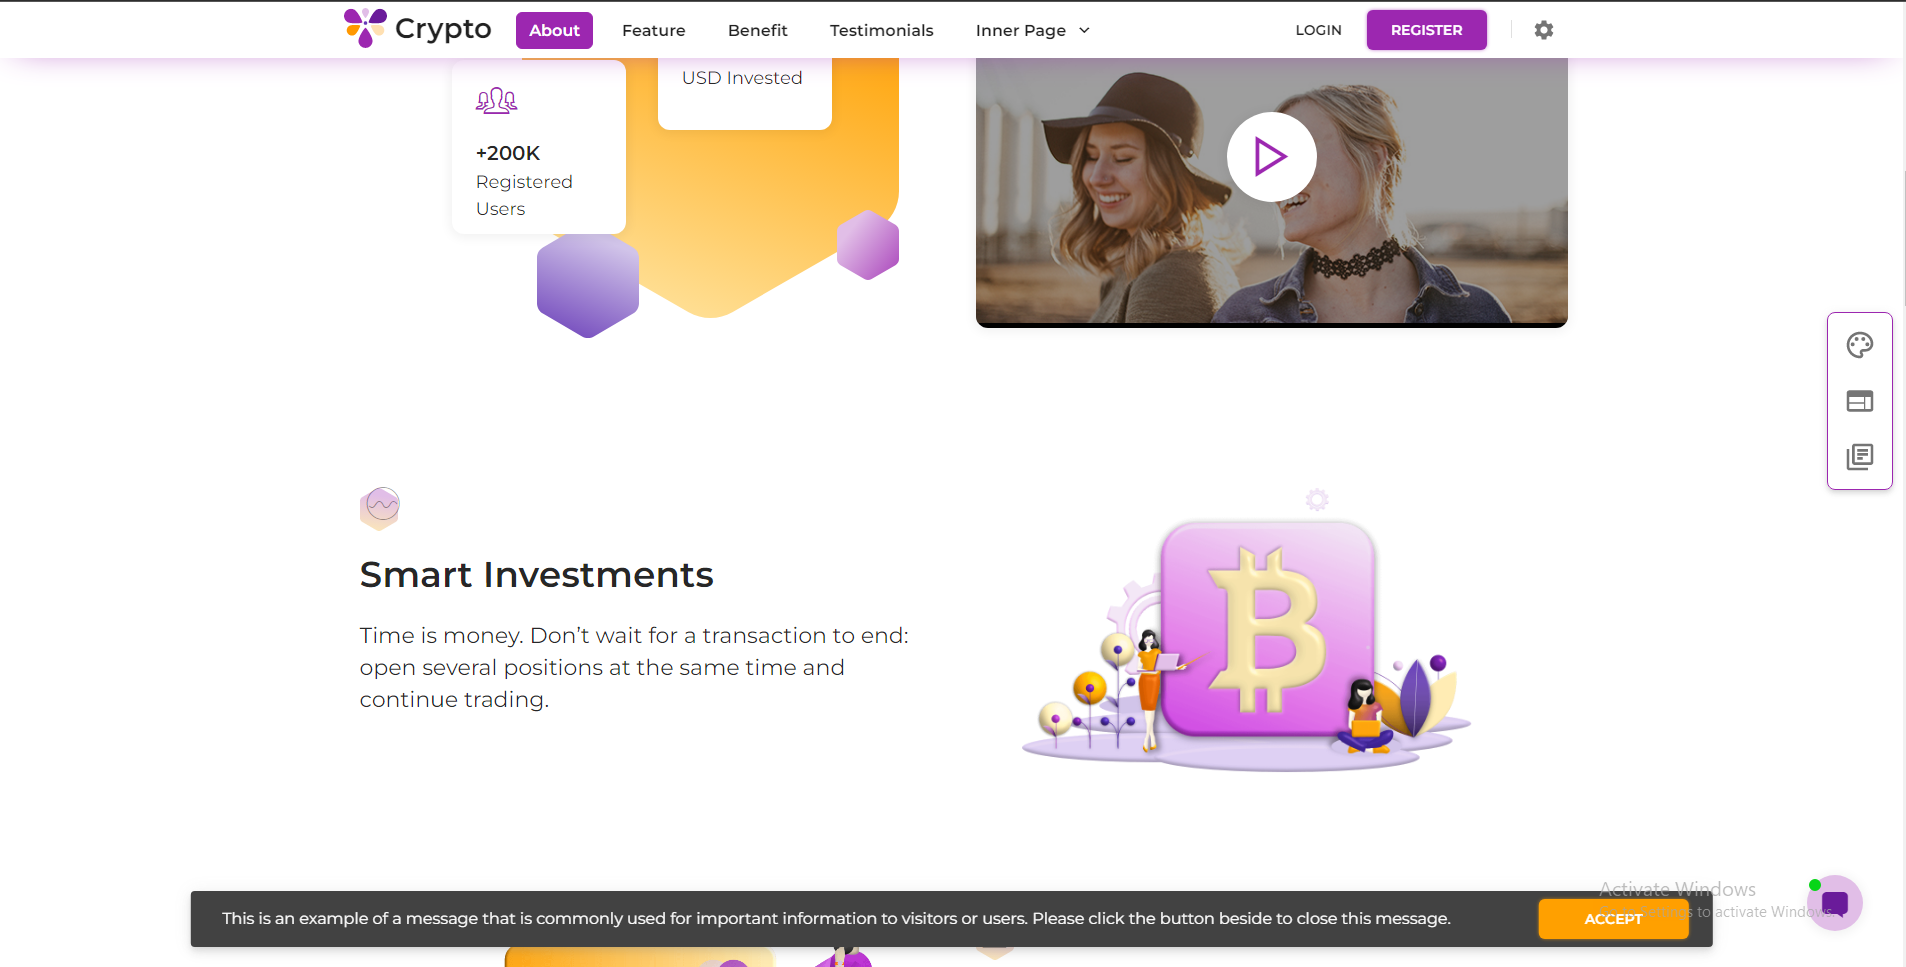 Crypto
About
Feature
Benefit
Testimonials
Inner Page
LOGIN
REGISTER
USD Invested
+200K
Registered
Users
Smart Investments
Time is money. Don’t wait for a transaction to end:
open several positions at the same time and
continue trading.
This is an example of a message that is commonly used for important information to visitors or users. Please click the button beside to close this message.
ACCEPT
Activate Windows
to activate Windows.